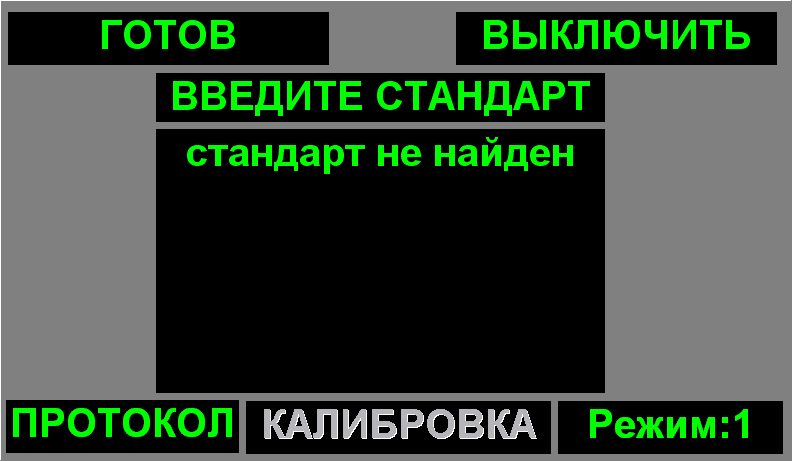 ГОТОВ
ВЫКЛЮЧИТЬ
ВВЕДИТЕ СТАНДАРТ
стандарт не найден
ПРОТОКОЛ
КАЛИБРОВКА
Режим:1